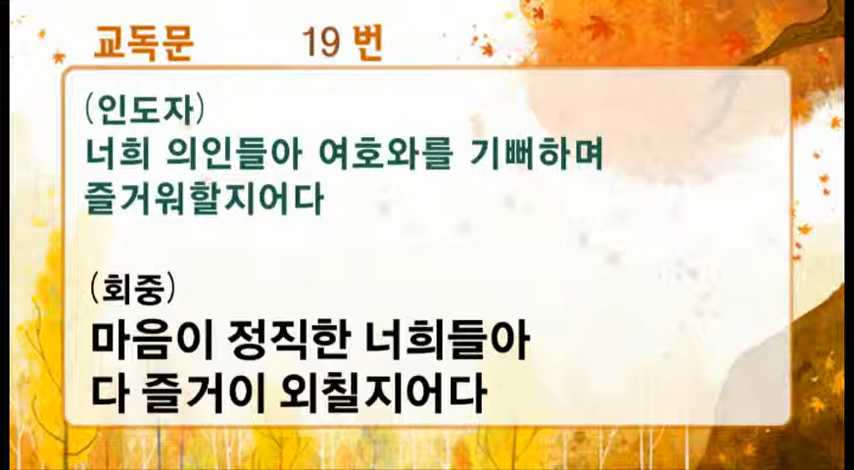 교독문 19 번
(인도자)
너희 의인들아 여호와를 기뻐하며
즐거워할지어다
(회중)
마음이 정직한 너희들아
다 즐거이 외칠지어다